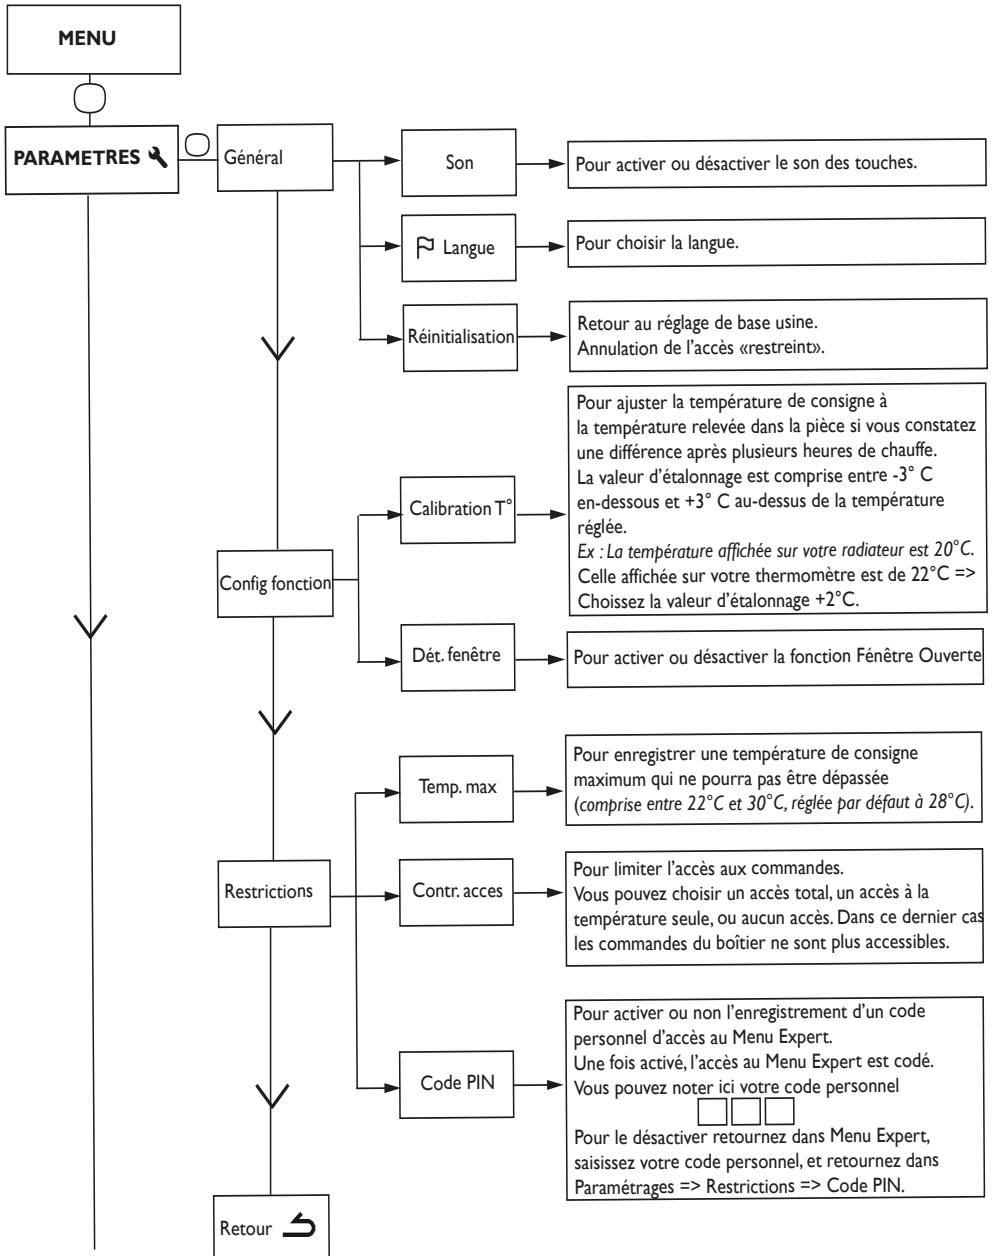 MENU
PARAMETRES
Général
Son
Pour activer ou désactiver le son des touches.
Langue
Pour choisir la langue.
Réinitialisation
Retour au réglage de base usine.
Annulation de l'accès «restreint».
Config fonction
Calibration T°
Pour ajuster la température de consigne à
la température relevée dans la pièce si vous constatez
une différence après plusieurs heures de chauffe.
La valeur d'étalonnage est comprise entre -3° C
en-dessous et +3° C au-dessus de la température
réglée.
Ex : La température affichée sur votre radiateur est 20°C.
Celle affichée sur votre thermomètre est de 22°C =>
Choissez la valeur d'étalonnage +2°C.
Dét. fenêtre
Pour activer ou désactiver la fonction Fénêtre Ouverte
Restrictions
Temp. max
Pour enregistrer une température de consigne
maximum qui ne pourra pas être dépassée
(comprise entre 22°C et 30°C, réglée par défaut à 28°C).
Contr. acces
Pour limiter l'accès aux commandes.
Vous pouvez choisir un accès total, un accès à la
température seule, ou aucun accès. Dans ce dernier cas
les commandes du boîtier ne sont plus accessibles.
Code PIN
Pour activer ou non l'enregistrement d'un code
personnel d'accès au Menu Expert.
Une fois activé, l'accès au Menu Expert est codé.
Vous pouvez noter ici votre code personnel
Pour le désactiver retournez dans Menu Expert,
saisissez votre code personnel, et retournez dans
Paramétrages => Restrictions => Code PIN.
Retour